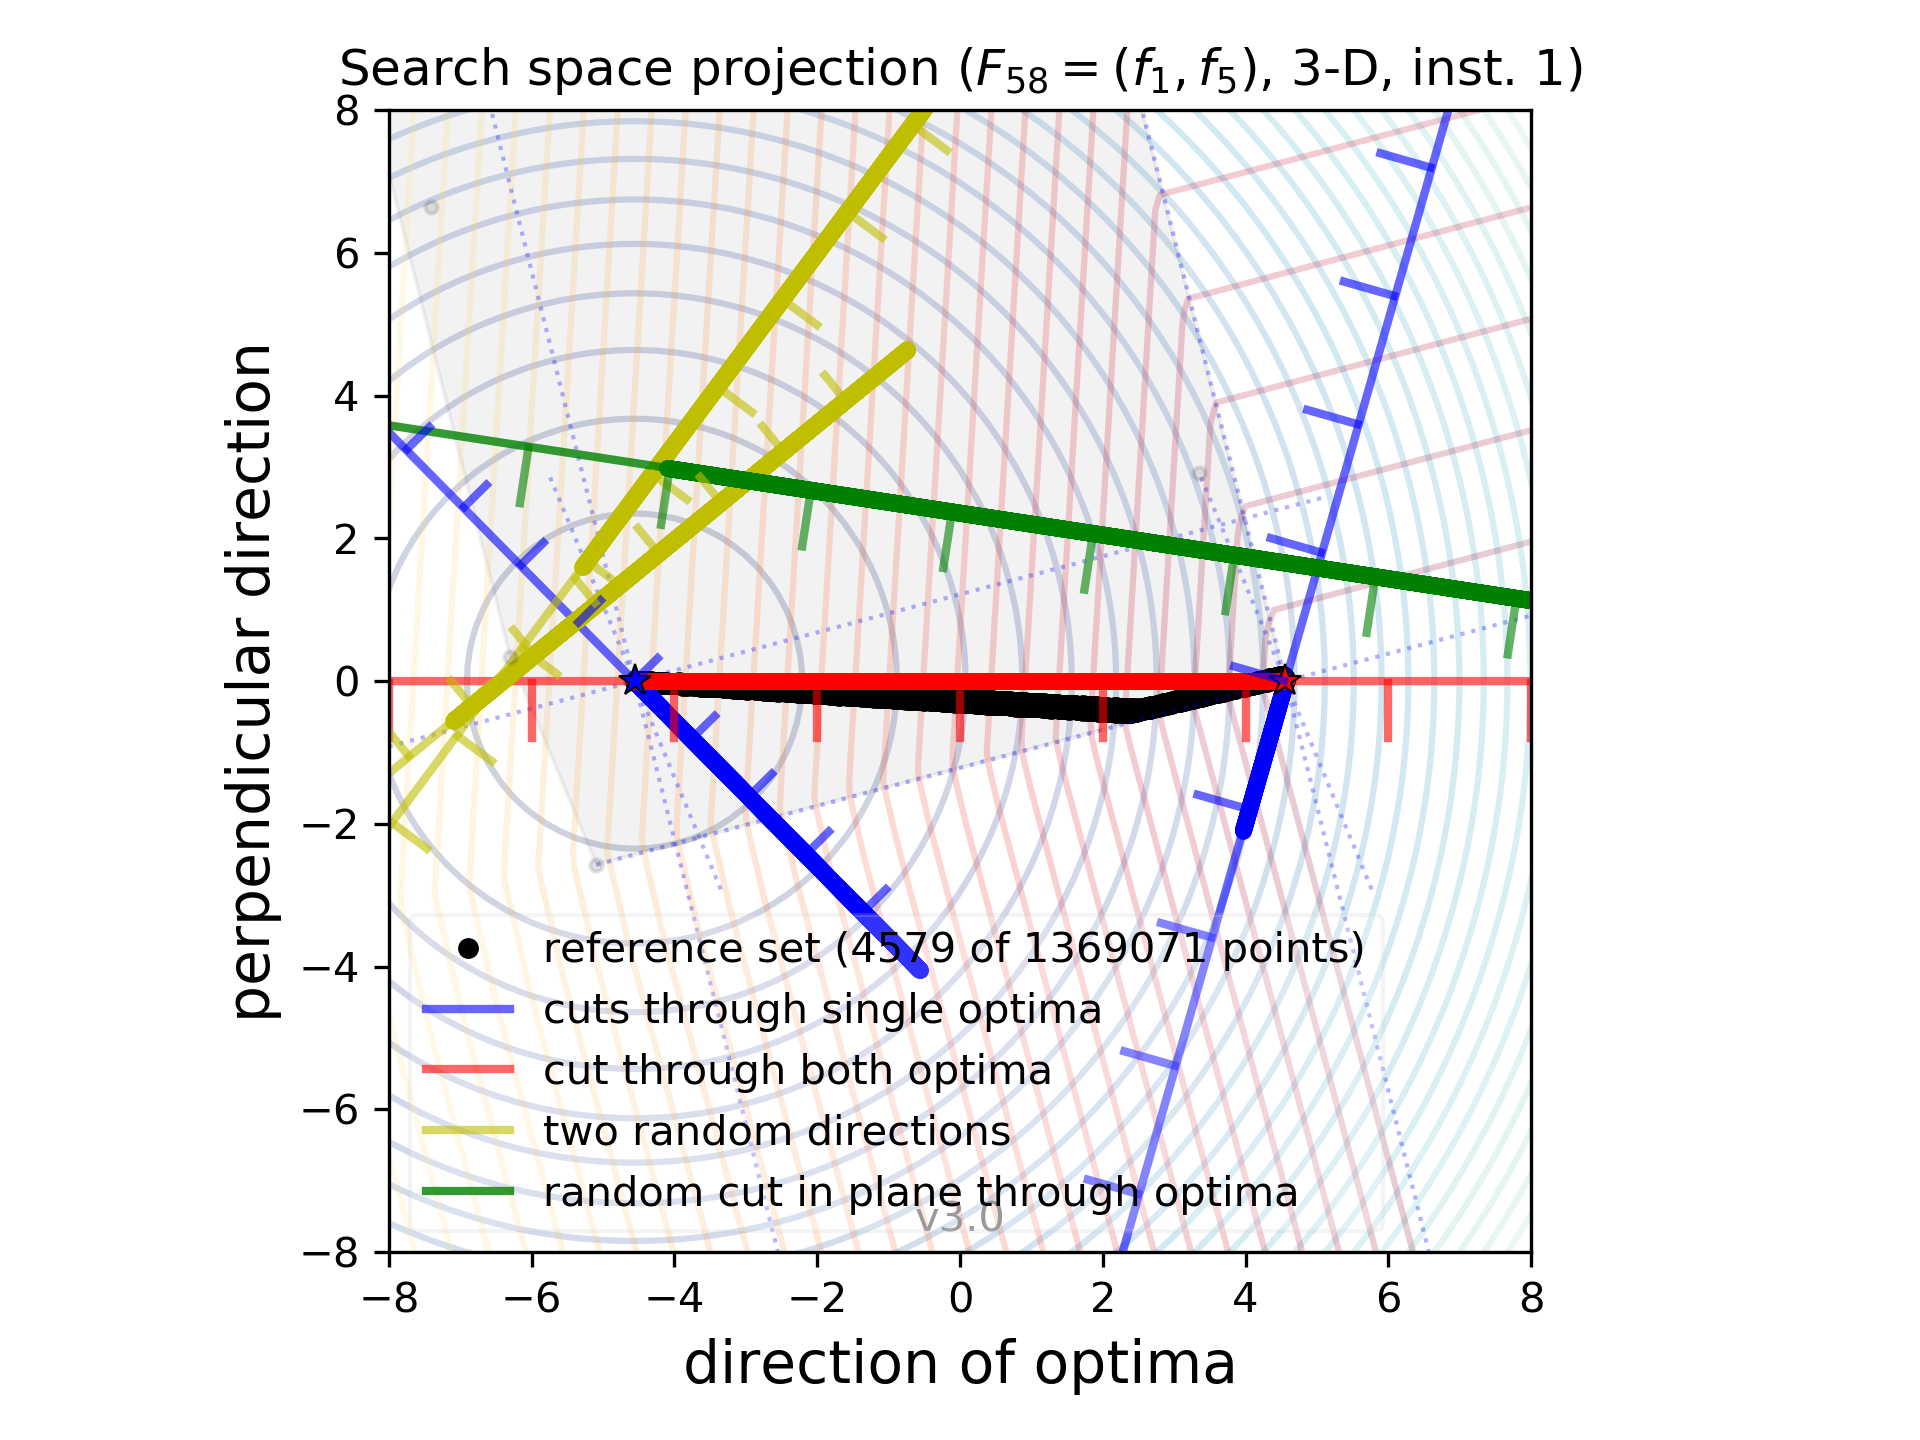 Search space projection (F₅₈ = (f₁, f₅), 3-D, inst. 1)
8
6
4
2
0
−2
−4
−6
−8
perpendicular direction
reference set (4579 of 1369071 points)
cuts through single optima
cut through both optima
two random directions
random cut in plane through optima
v3.0
−8 −6 −4 −2 0 2 4 6 8
direction of optima